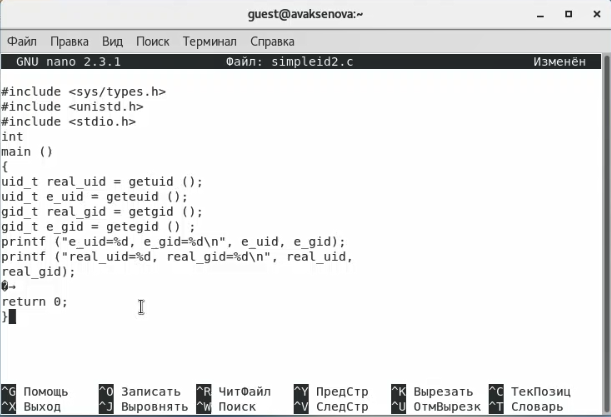 guest@avaksenova:~
Файл Правка Вид Поиск Терминал Справка
GNU nano 2.3.1 Файл: simpleid2.c Изменён
#include <sys/types.h>
#include <unistd.h>
#include <stdio.h>
int
main ()
{
uid_t real_uid = getuid ();
uid_t e_uid = geteuid ();
gid_t real_gid = getgid ();
gid_t e_gid = getegid () ;
printf ("e_uid=%d, e_gid=%d\n", e_uid, e_gid);
printf ("real_uid=%d, real_gid=%d\n", real_uid,
real_gid);
�→
return 0;
}
^G Помощь ^O Записать ^R ЧитФайл ^Y ПредСтр ^K Вырезать ^C ТекПозиц
^X Выход ^J Выровнять ^W Поиск ^V СледСтр ^U ОтмВырезк ^T Словарь